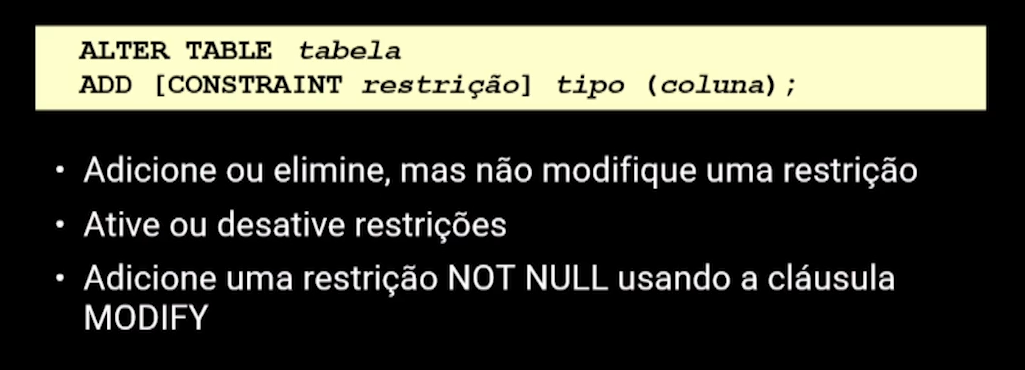 ALTER TABLE tabela
ADD [CONSTRAINT restrição] tipo (coluna);
• Adicione ou elimine, mas não modifique uma restrição
• Ative ou desative restrições
• Adicione uma restrição NOT NULL usando a cláusula
MODIFY